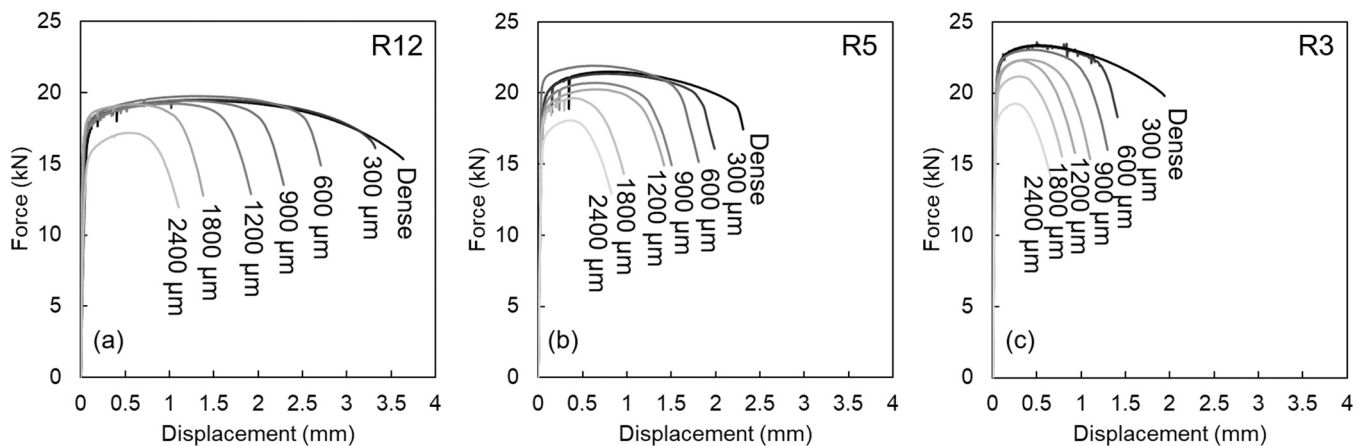 R12
25
20
15
10
5
0
Force (kN)
(a)
2400 μm
1800 μm
1200 μm
900 μm
600 μm
300 μm
Dense
0 0.5 1 1.5 2 2.5 3 3.5 4
Displacement (mm)
R5
25
20
15
10
5
0
Force (kN)
(b)
2400 μm
1800 μm
1200 μm
900 μm
600 μm
300 μm
Dense
0 0.5 1 1.5 2 2.5 3 3.5 4
Displacement (mm)
R3
25
20
15
10
5
0
Force (kN)
(c)
2400 μm
1800 μm
1200 μm
900 μm
600 μm
300 μm
Dense
0 0.5 1 1.5 2 2.5 3 3.5 4
Displacement (mm)